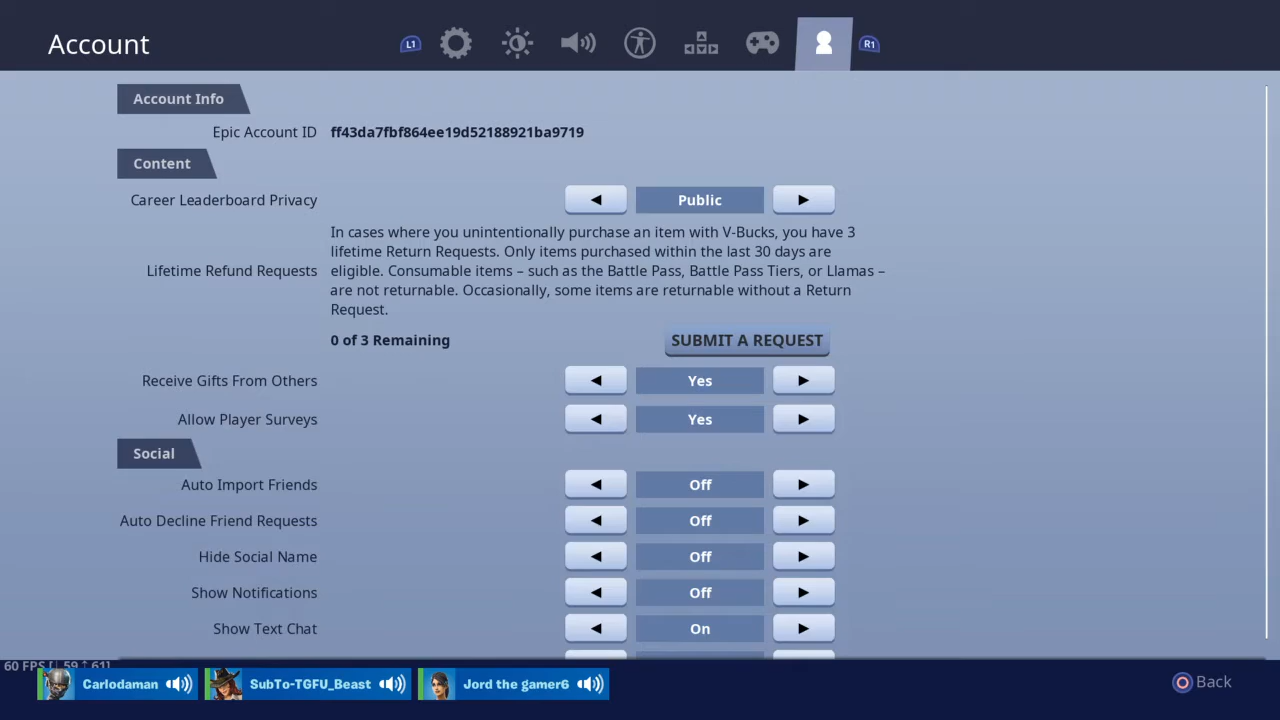 Account
L1
R1
Account Info
Epic Account ID ff43da7fbf864ee19d52188921ba9719
Content
Career Leaderboard Privacy Public
In cases where you unintentionally purchase an item with V-Bucks, you have 3
lifetime Return Requests. Only items purchased within the last 30 days are
Lifetime Refund Requests eligible. Consumable items – such as the Battle Pass, Battle Pass Tiers, or Llamas –
are not returnable. Occasionally, some items are returnable without a Return
Request.
0 of 3 Remaining SUBMIT A REQUEST
Receive Gifts From Others Yes
Allow Player Surveys Yes
Social
Auto Import Friends Off
Auto Decline Friend Requests Off
Hide Social Name Off
Show Notifications Off
Show Text Chat On
60 FPS [ 59 61]
Carlodaman SubTo-TGFU_Beast Jord the gamer6 Back